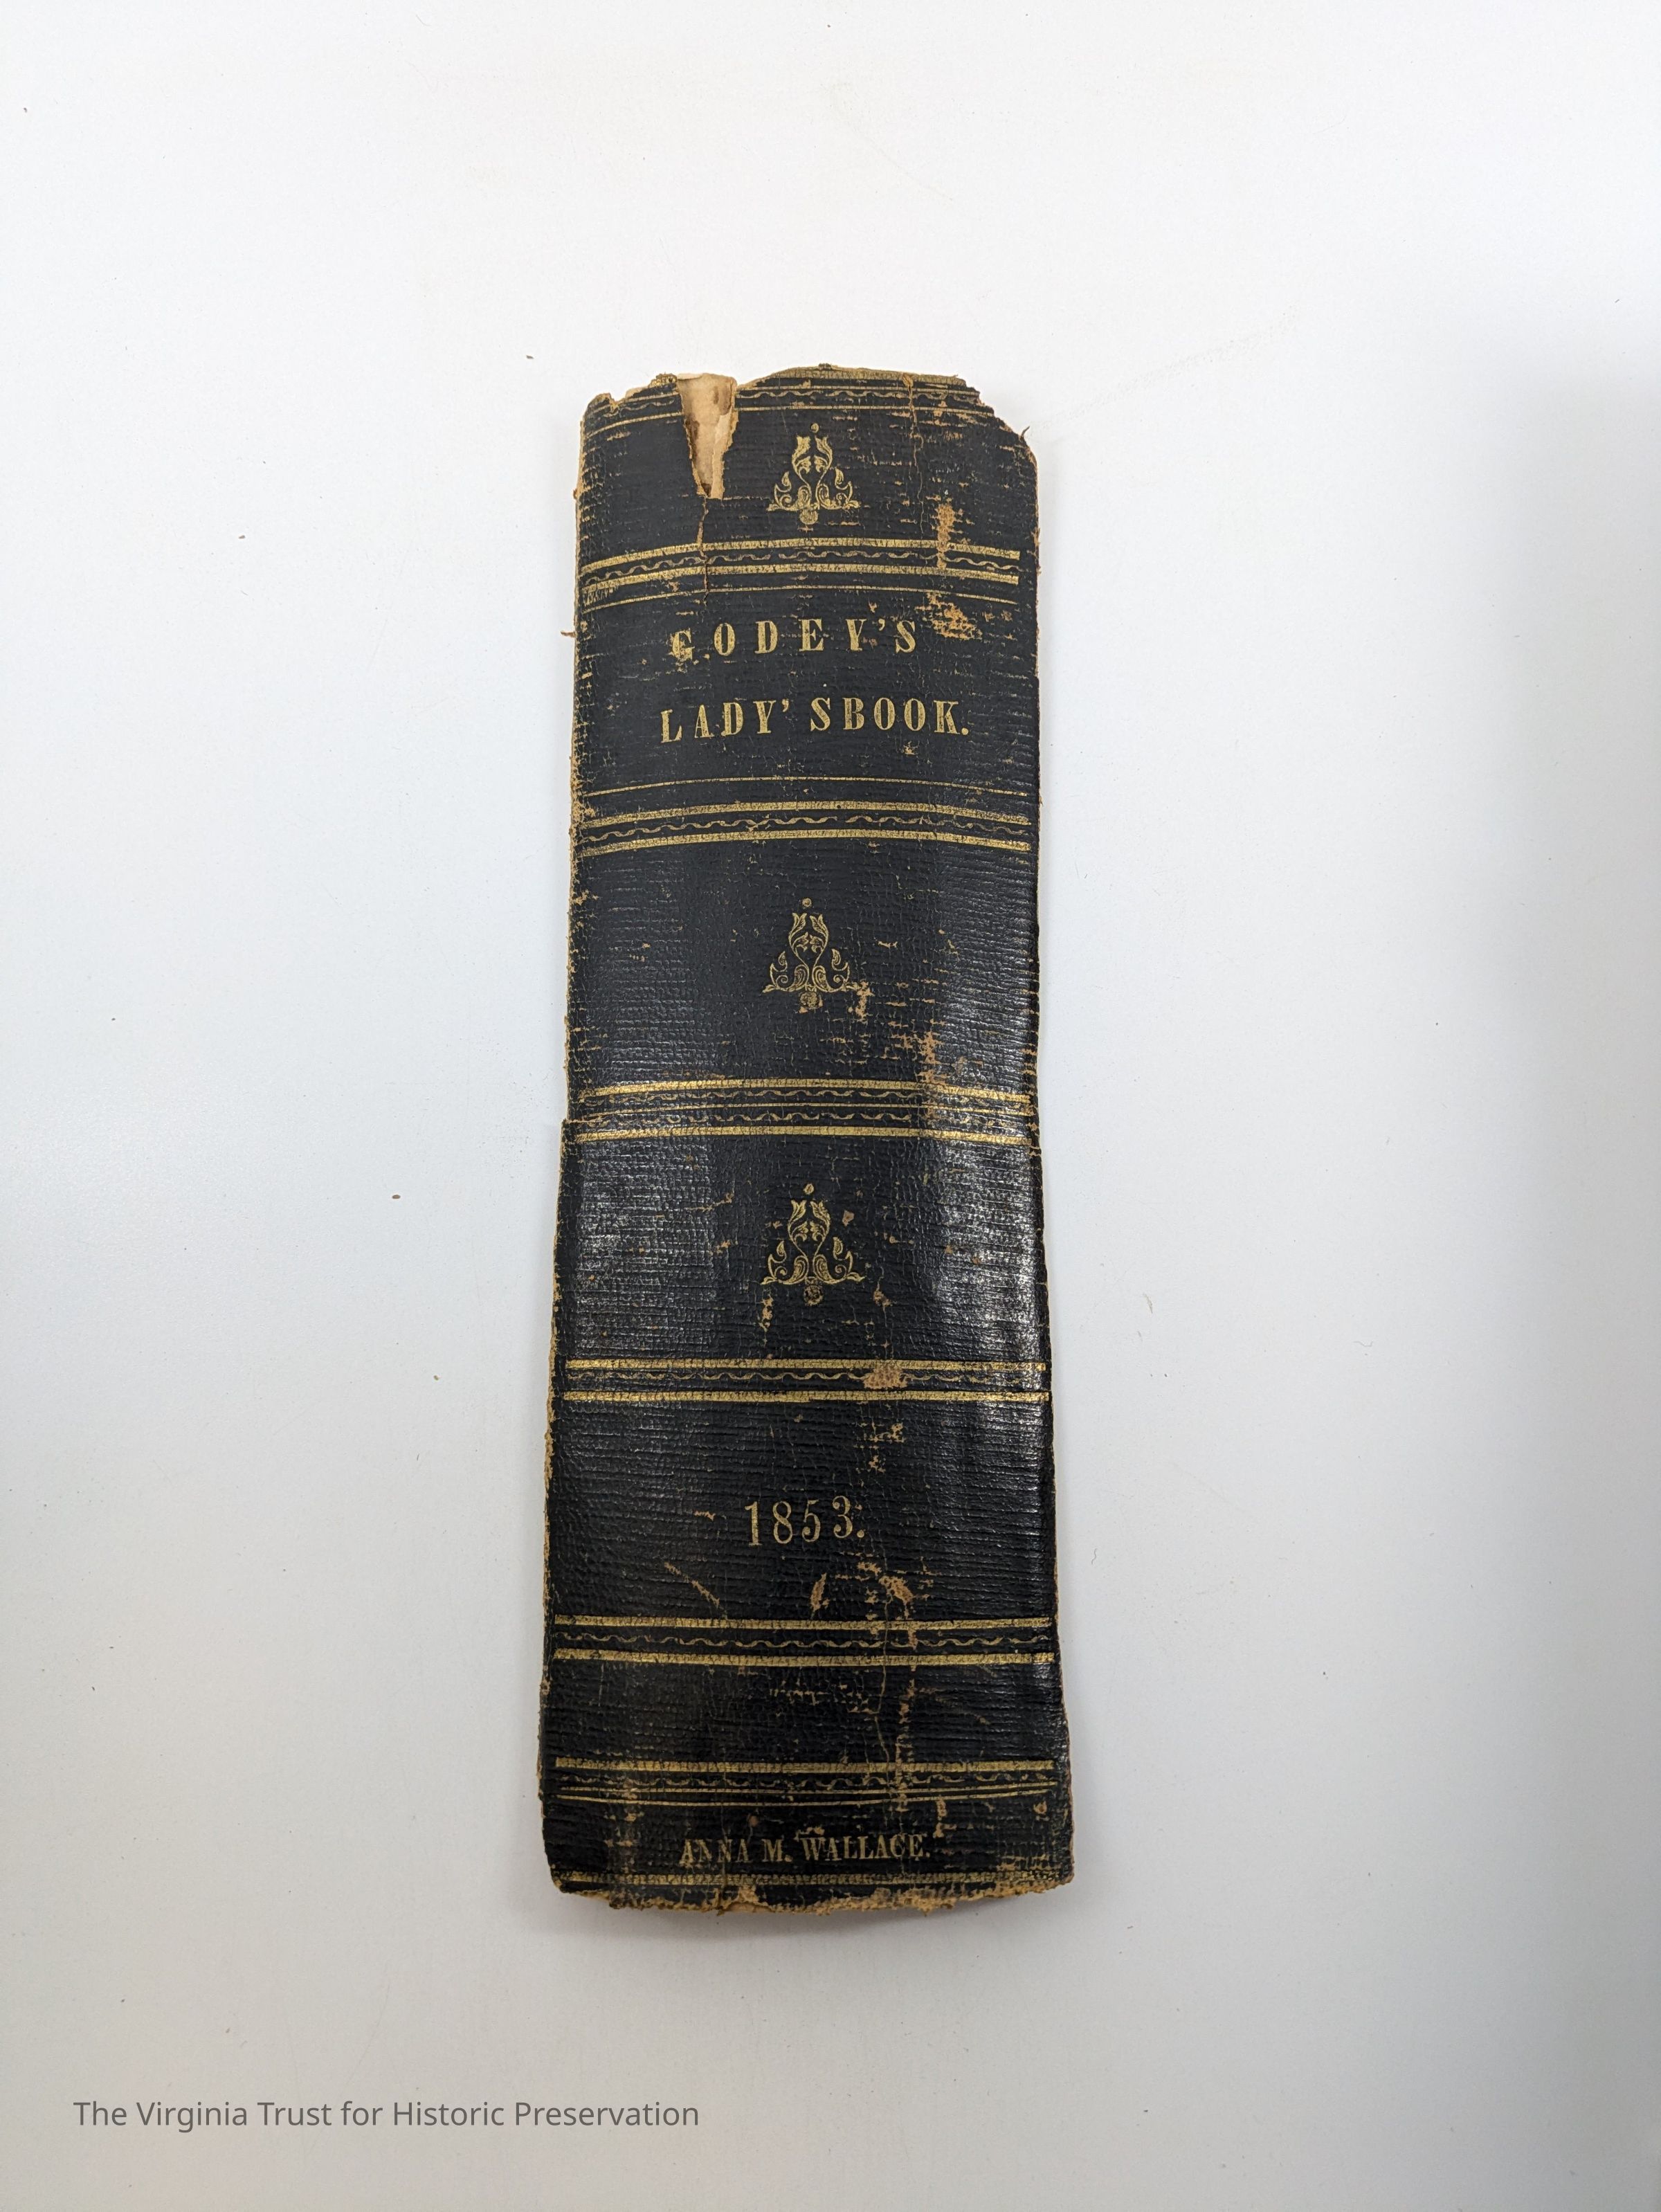 GODEY'S
LADY' SBOOK.
1853.
ANNA M. WALLACE.
The Virginia Trust for Historic Preservation